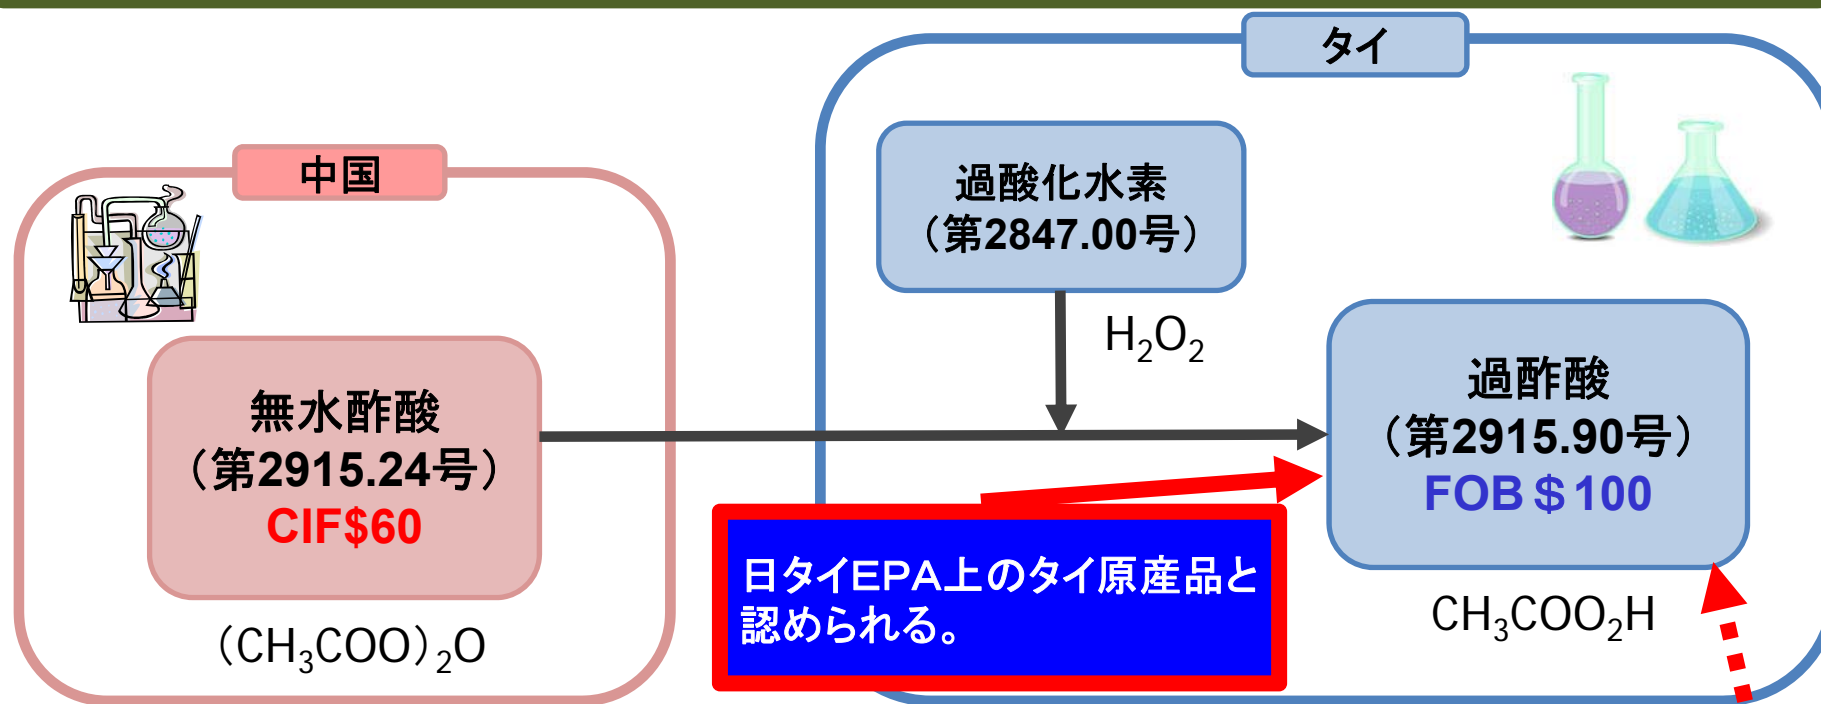 タイ
中国
過酸化水素
（第2847.00号）
H₂O₂
無水酢酸
（第2915.24号）
CIF$60
（CH₃COO）₂O
過酢酸
（第2915.90号）
FOB＄100
CH₃COO₂H
日タイEPA上のタイ原産品と
認められる。